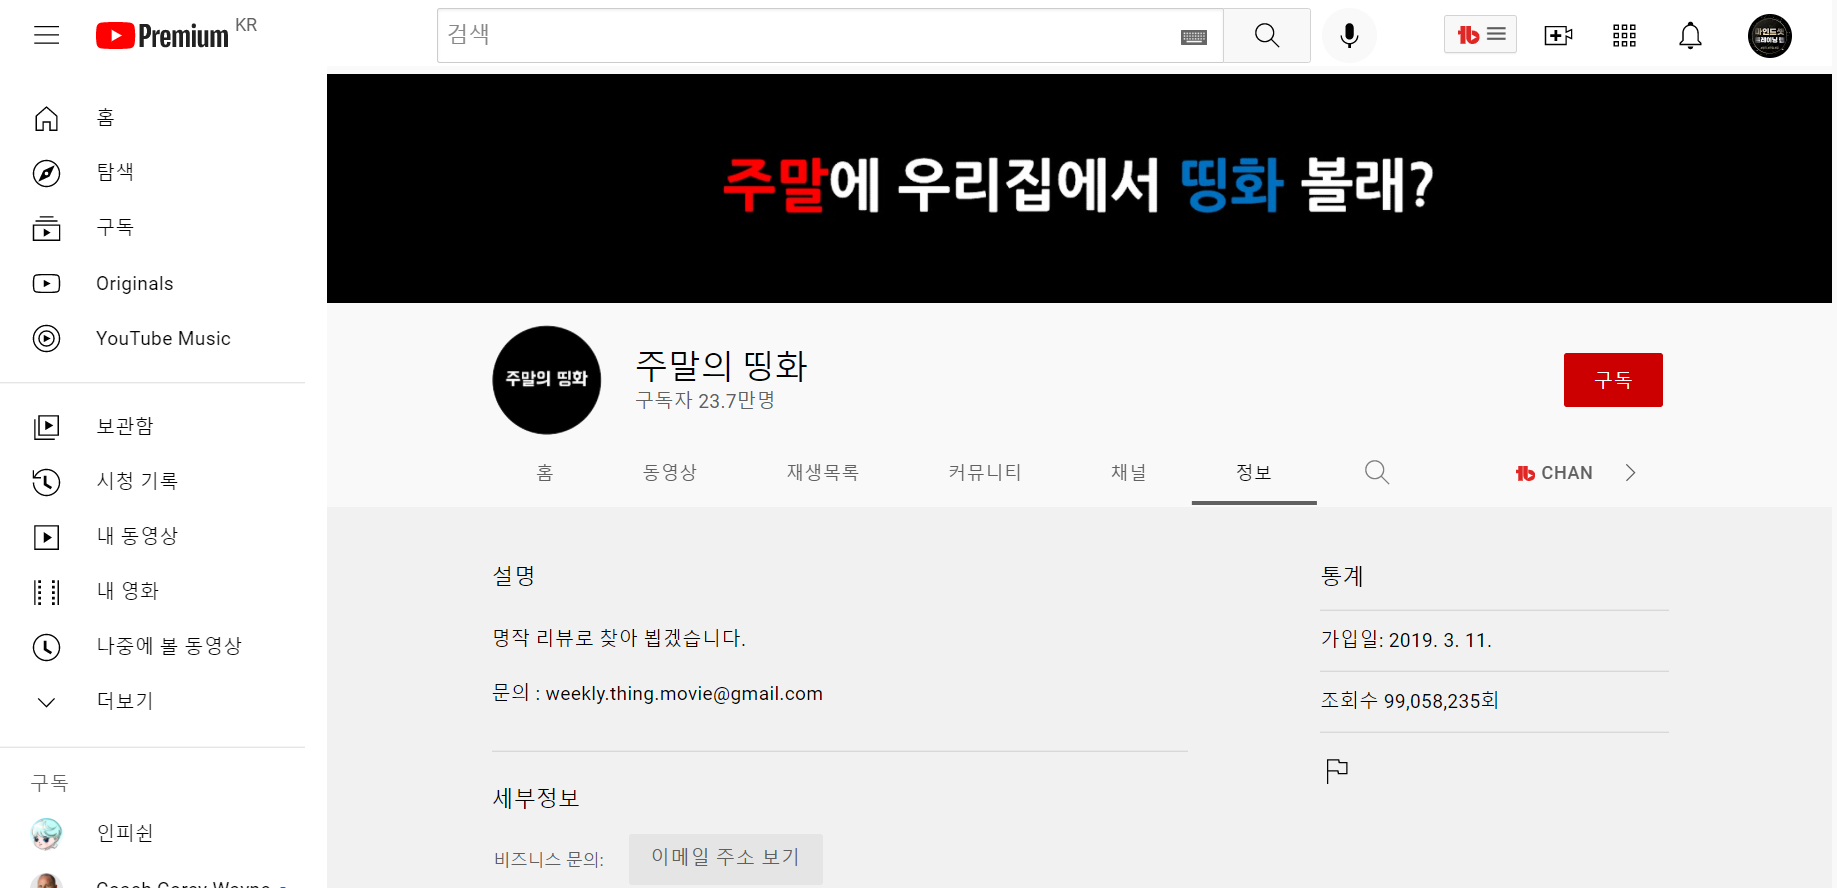 Premium KR
검색
홈
탐색
구독
Originals
YouTube Music
보관함
시청 기록
내 동영상
내 영화
나중에 볼 동영상
더보기
구독
인피쉰
Coach Corey Wayne
주말에 우리집에서 띵화 볼래?
주말의 띵화
주말의 띵화
구독자 23.7만명
구독
홈 동영상 재생목록 커뮤니티 채널 정보 CHAN
설명
명작 리뷰로 찾아 뵙겠습니다.
문의 : weekly.thing.movie@gmail.com
세부정보
비즈니스 문의: 이메일 주소 보기
통계
가입일: 2019. 3. 11.
조회수 99,058,235회